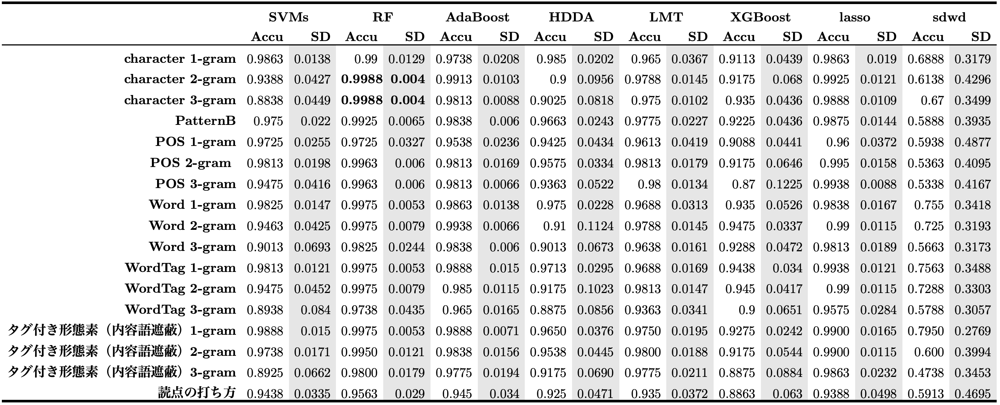 SVMs RF AdaBoost HDDA LMT XGBoost lasso sdwd
Accu SD Accu SD Accu SD Accu SD Accu SD Accu SD Accu SD Accu SD
character 1-gram 0.9863 0.0138 0.99 0.0129 0.9738 0.0208 0.985 0.0202 0.965 0.0367 0.9113 0.0439 0.9863 0.019 0.6888 0.3179
character 2-gram 0.9388 0.0427 0.9988 0.004 0.9913 0.0103 0.9 0.0956 0.9788 0.0145 0.9175 0.068 0.9925 0.0121 0.6138 0.4296
character 3-gram 0.8838 0.0449 0.9988 0.004 0.9813 0.0088 0.9025 0.0818 0.975 0.0102 0.935 0.0436 0.9888 0.0109 0.67 0.3499
PatternB 0.975 0.022 0.9925 0.0065 0.9838 0.006 0.9663 0.0243 0.9775 0.0227 0.9225 0.0436 0.9875 0.0144 0.5888 0.3935
POS 1-gram 0.9725 0.0255 0.9725 0.0327 0.9538 0.0236 0.9425 0.0434 0.9613 0.0419 0.9088 0.0441 0.96 0.0372 0.5938 0.4877
POS 2-gram 0.9813 0.0198 0.9963 0.006 0.9813 0.0169 0.9575 0.0334 0.9813 0.0179 0.9175 0.0646 0.995 0.0158 0.5363 0.4095
POS 3-gram 0.9475 0.0416 0.9963 0.006 0.9813 0.0066 0.9363 0.0522 0.98 0.0134 0.87 0.1225 0.9938 0.0088 0.5338 0.4167
Word 1-gram 0.9825 0.0147 0.9975 0.0053 0.9863 0.0138 0.975 0.0228 0.9688 0.0313 0.935 0.0526 0.9838 0.0167 0.755 0.3418
Word 2-gram 0.9463 0.0425 0.9975 0.0079 0.9938 0.0066 0.91 0.1124 0.9788 0.0145 0.9475 0.0337 0.99 0.0115 0.725 0.3193
Word 3-gram 0.9013 0.0693 0.9825 0.0244 0.9838 0.006 0.9013 0.0673 0.9638 0.0161 0.9288 0.0472 0.9813 0.0189 0.5663 0.3173
WordTag 1-gram 0.9813 0.0121 0.9975 0.0053 0.9888 0.015 0.9713 0.0295 0.9688 0.0169 0.9438 0.034 0.9938 0.0121 0.7563 0.3488
WordTag 2-gram 0.9475 0.0452 0.9975 0.0079 0.985 0.0115 0.9175 0.1023 0.9813 0.0147 0.945 0.0417 0.99 0.0115 0.7288 0.3303
WordTag 3-gram 0.8938 0.084 0.9738 0.0435 0.965 0.0165 0.8875 0.0856 0.9363 0.0341 0.9 0.0651 0.9575 0.0284 0.5788 0.3057
タグ付き形態素（内容語遮蔽）1-gram 0.9888 0.015 0.9975 0.0053 0.9888 0.0071 0.9650 0.0376 0.9750 0.0195 0.9275 0.0242 0.9900 0.0165 0.7950 0.2769
タグ付き形態素（内容語遮蔽）2-gram 0.9738 0.0171 0.9950 0.0121 0.9838 0.0156 0.9538 0.0445 0.9800 0.0188 0.9175 0.0544 0.9900 0.0115 0.600 0.3994
タグ付き形態素（内容語遮蔽）3-gram 0.8925 0.0662 0.9800 0.0179 0.9775 0.0194 0.9175 0.0690 0.9775 0.0211 0.8875 0.0884 0.9863 0.0232 0.4738 0.3453
読点の打ち方 0.9438 0.0335 0.9563 0.029 0.945 0.034 0.925 0.0471 0.935 0.0372 0.8863 0.063 0.9388 0.0498 0.5913 0.4695